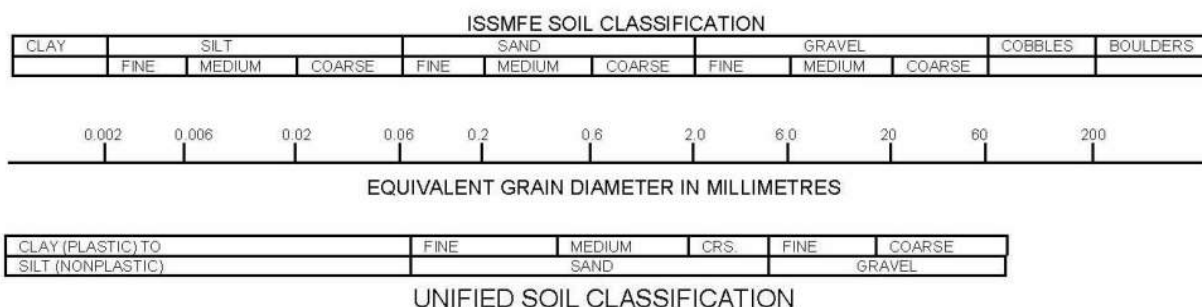 ISSMFE SOIL CLASSIFICATION
CLAY SILT SAND GRAVEL COBBLES BOULDERS
FINE MEDIUM COARSE FINE MEDIUM COARSE FINE MEDIUM COARSE
0.002 0.006 0.02 0.06 0.2 0.6 2.0 6.0 20 60 200
EQUIVALENT GRAIN DIAMETER IN MILLIMETRES
CLAY (PLASTIC) TO FINE MEDIUM CRS. FINE COARSE
SILT (NONPLASTIC) SAND GRAVEL
UNIFIED SOIL CLASSIFICATION